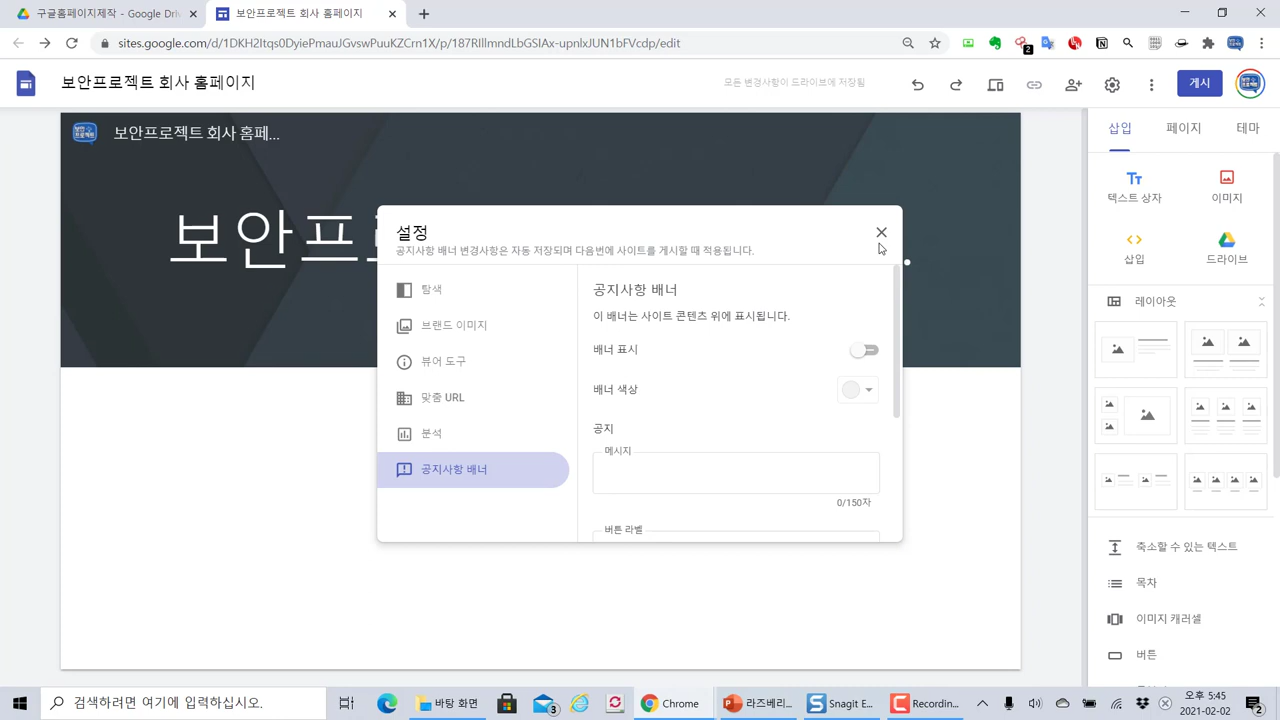 구글홈페이지제작 - Google Driv
보안프로젝트 회사 홈페이지
sites.google.com/d/1DKH2Itqs0DyiePmauJGvswPuuKZCrn1X/p/187RIllmndLbGSIAx-upnlxJUN1bFVcdp/edit
2
보안프로젝트 회사 홈페이지
모든 변경사항이 드라이브에 저장됨
게시
보안프로젝트 회사 홈페...
삽입
페이지
테마
텍스트 상자
이미지
삽입
드라이브
레이아웃
축소할 수 있는 텍스트
목차
이미지 캐러셀
버튼
설정
공지사항 배너 변경사항은 자동 저장되며 다음번에 사이트를 게시할 때 적용됩니다.
탐색
브랜드 이미지
뷰어 도구
맞춤 URL
분석
공지사항 배너
공지사항 배너
이 배너는 사이트 콘텐츠 위에 표시됩니다.
배너 표시
배너 색상
공지
메시지
0/150자
버튼 라벨
검색하려면 여기에 입력하십시오.
바탕 화면
3
Chrome
라즈베리...
Snagit E...
Recordin...
오후 5:45
2021-02-02
2